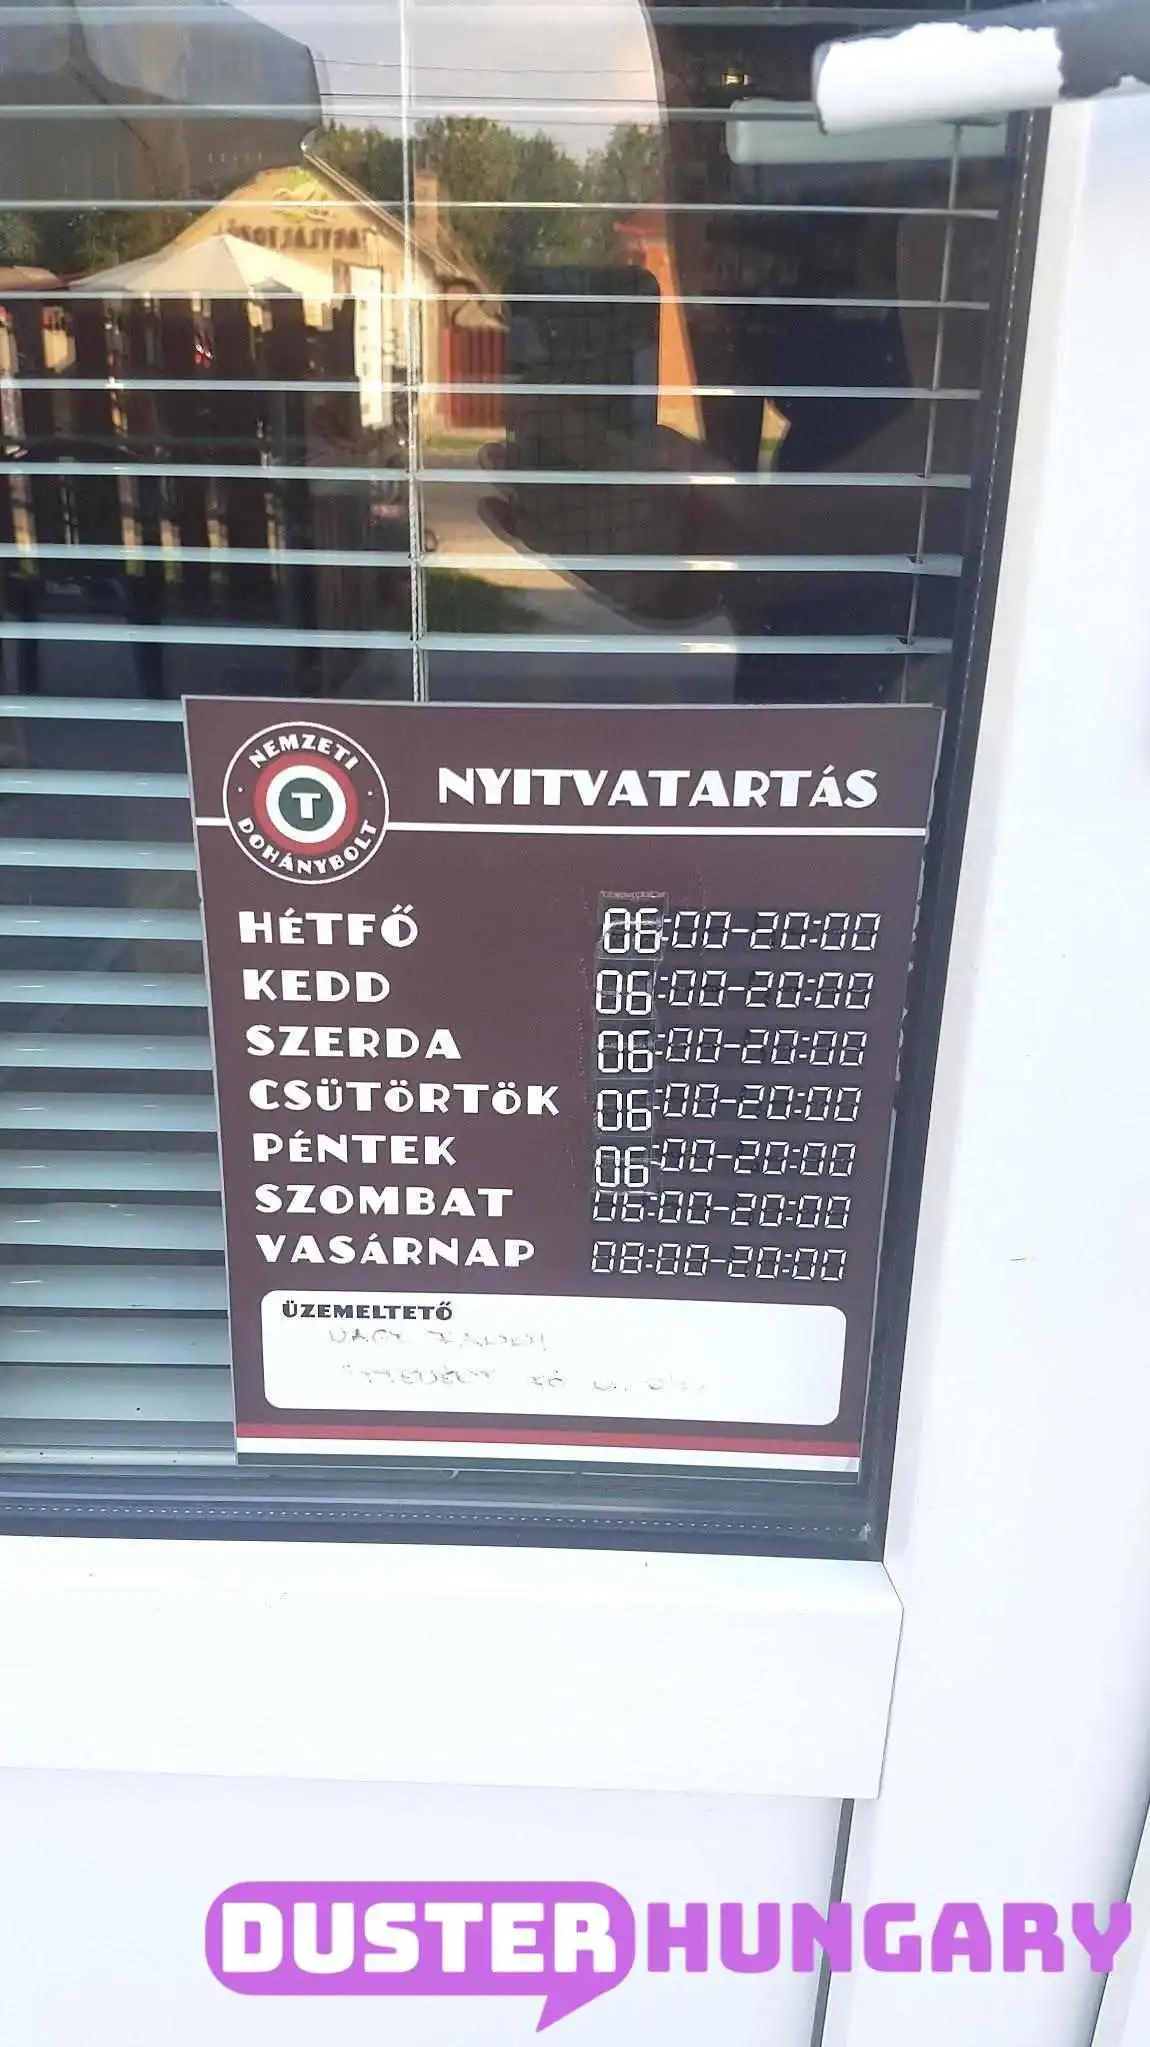 NEMZETI
T
DOHÁNYBOLT
NYITVATARTÁS
HÉTFŐ 06:00-20:00
KEDD 06:00-20:00
SZERDA 06:00-20:00
CSÜTÖRTÖK 06:00-20:00
PÉNTEK 06:00-20:00
SZOMBAT 06:00-20:00
VASÁRNAP 08:00-20:00
ÜZEMELTETŐ
DUSTER HUNGARY